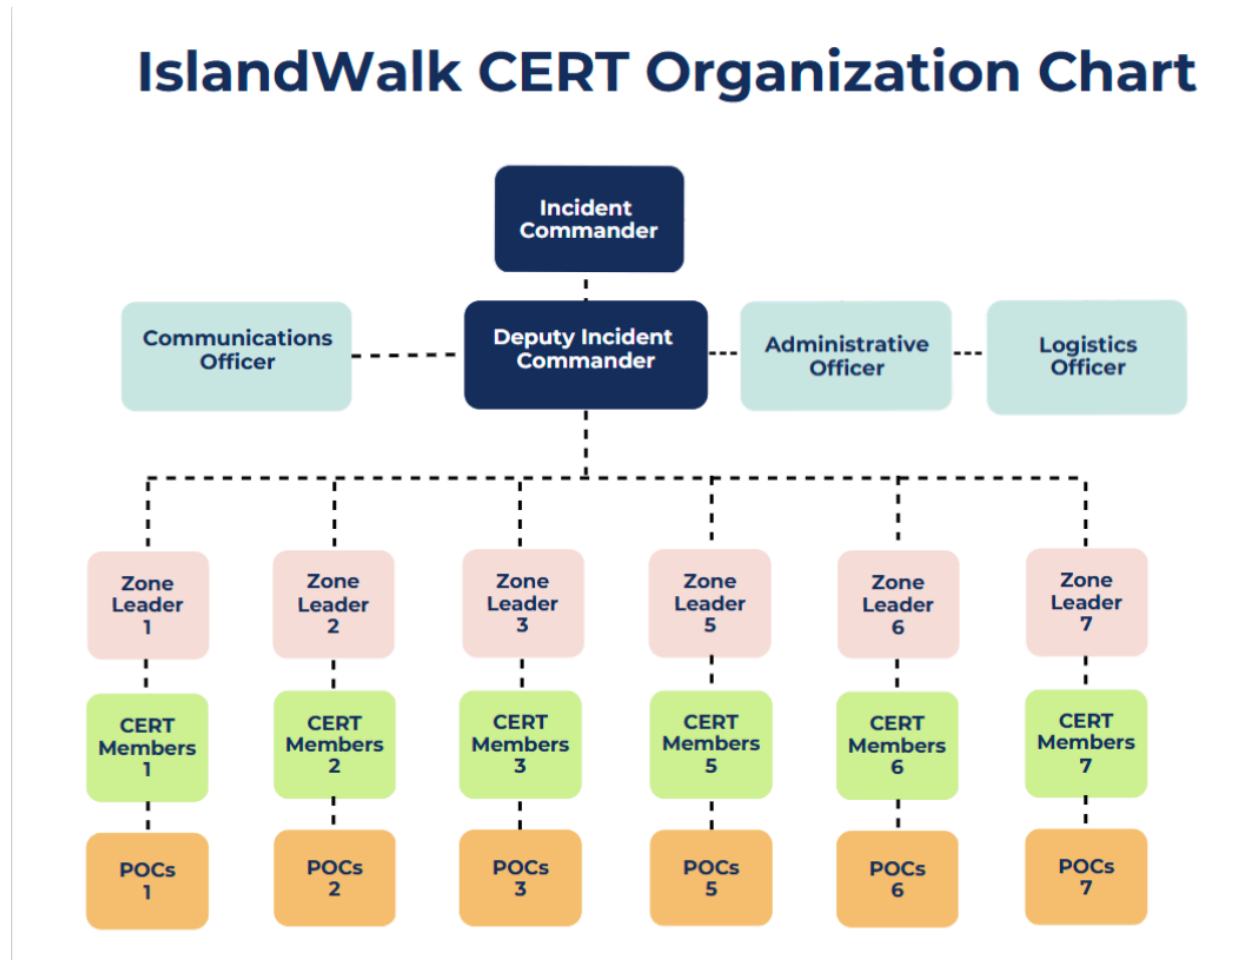 IslandWalk CERT Organization Chart
Incident
Commander
Communications
Officer
Deputy Incident
Commander
Administrative
Officer
Logistics
Officer
Zone
Leader
1
Zone
Leader
2
Zone
Leader
3
Zone
Leader
5
Zone
Leader
6
Zone
Leader
7
CERT
Members
1
CERT
Members
2
CERT
Members
3
CERT
Members
5
CERT
Members
6
CERT
Members
7
POCs
1
POCs
2
POCs
3
POCs
5
POCs
6
POCs
7